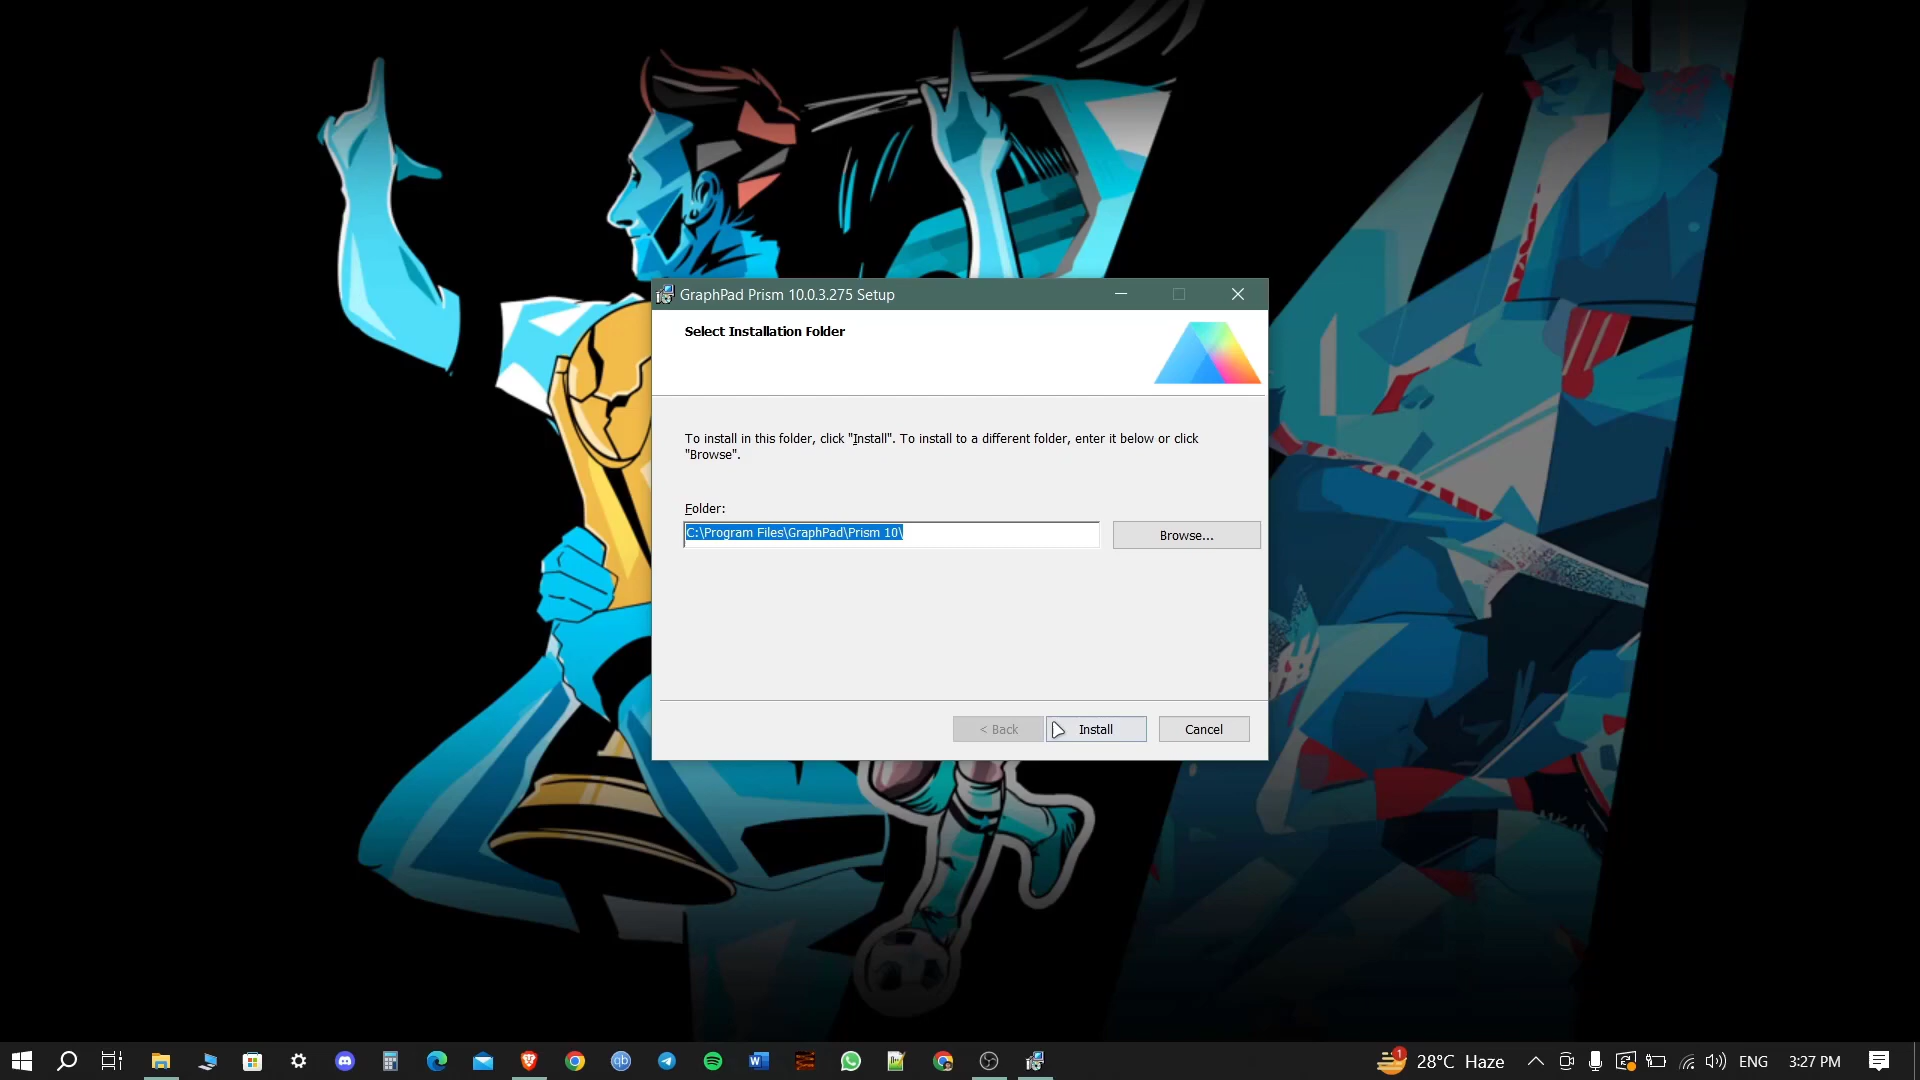 GraphPad Prism 10.0.3.275 Setup
Select Installation Folder
To install in this folder, click "Install". To install to a different folder, enter it below or click
"Browse".
Folder:
C:\Program Files\GraphPad\Prism 10\
Browse...
< Back
Install
Cancel
qb
W
1
28°C Haze
ENG
3:27 PM